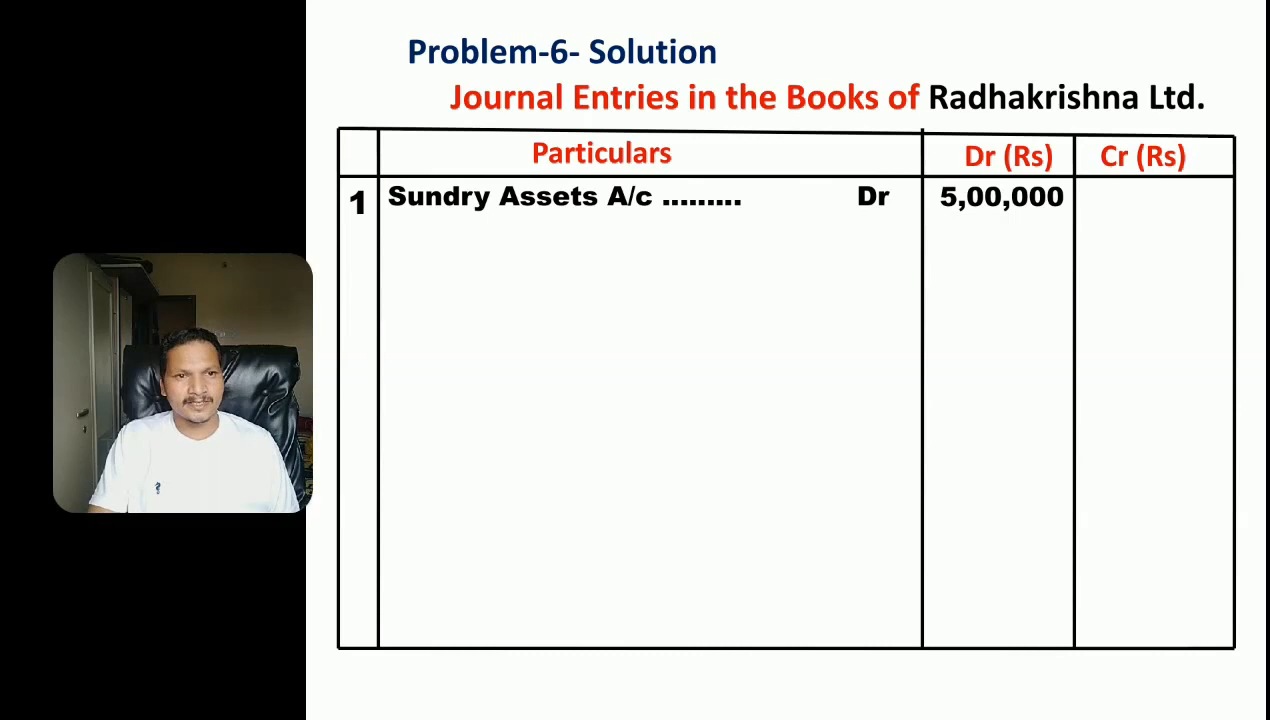 Problem-6- Solution
Journal Entries in the Books of Radhakrishna Ltd.
Particulars Dr (Rs) Cr (Rs)
1 Sundry Assets A/c ......... Dr 5,00,000